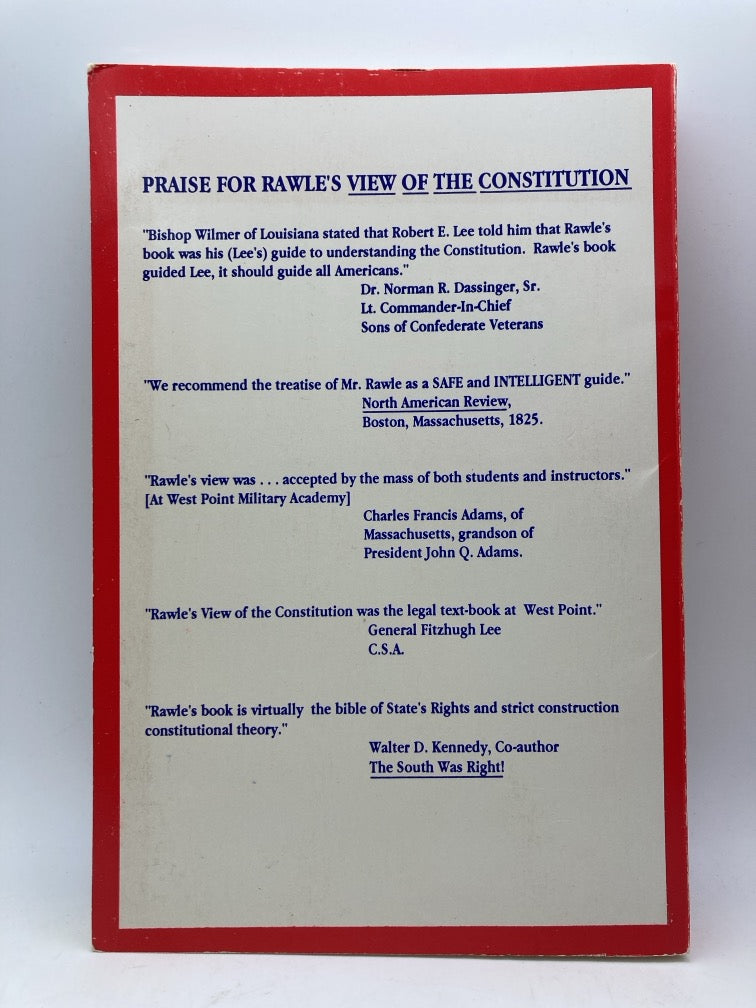 PRAISE FOR RAWLE'S VIEW OF THE CONSTITUTION
"Bishop Wilmer of Louisiana stated that Robert E. Lee told him that Rawle's
book was his (Lee's) guide to understanding the Constitution. Rawle's book
guided Lee, it should guide all Americans."
Dr. Norman R. Dassinger, Sr.
Lt. Commander-In-Chief
Sons of Confederate Veterans
"We recommend the treatise of Mr. Rawle as a SAFE and INTELLIGENT guide."
North American Review,
Boston, Massachusetts, 1825.
"Rawle's view was . . . accepted by the mass of both students and instructors."
[At West Point Military Academy]
Charles Francis Adams, of
Massachusetts, grandson of
President John Q. Adams.
"Rawle's View of the Constitution was the legal text-book at West Point."
General Fitzhugh Lee
C.S.A.
"Rawle's book is virtually the bible of State's Rights and strict construction
constitutional theory."
Walter D. Kennedy, Co-author
The South Was Right!